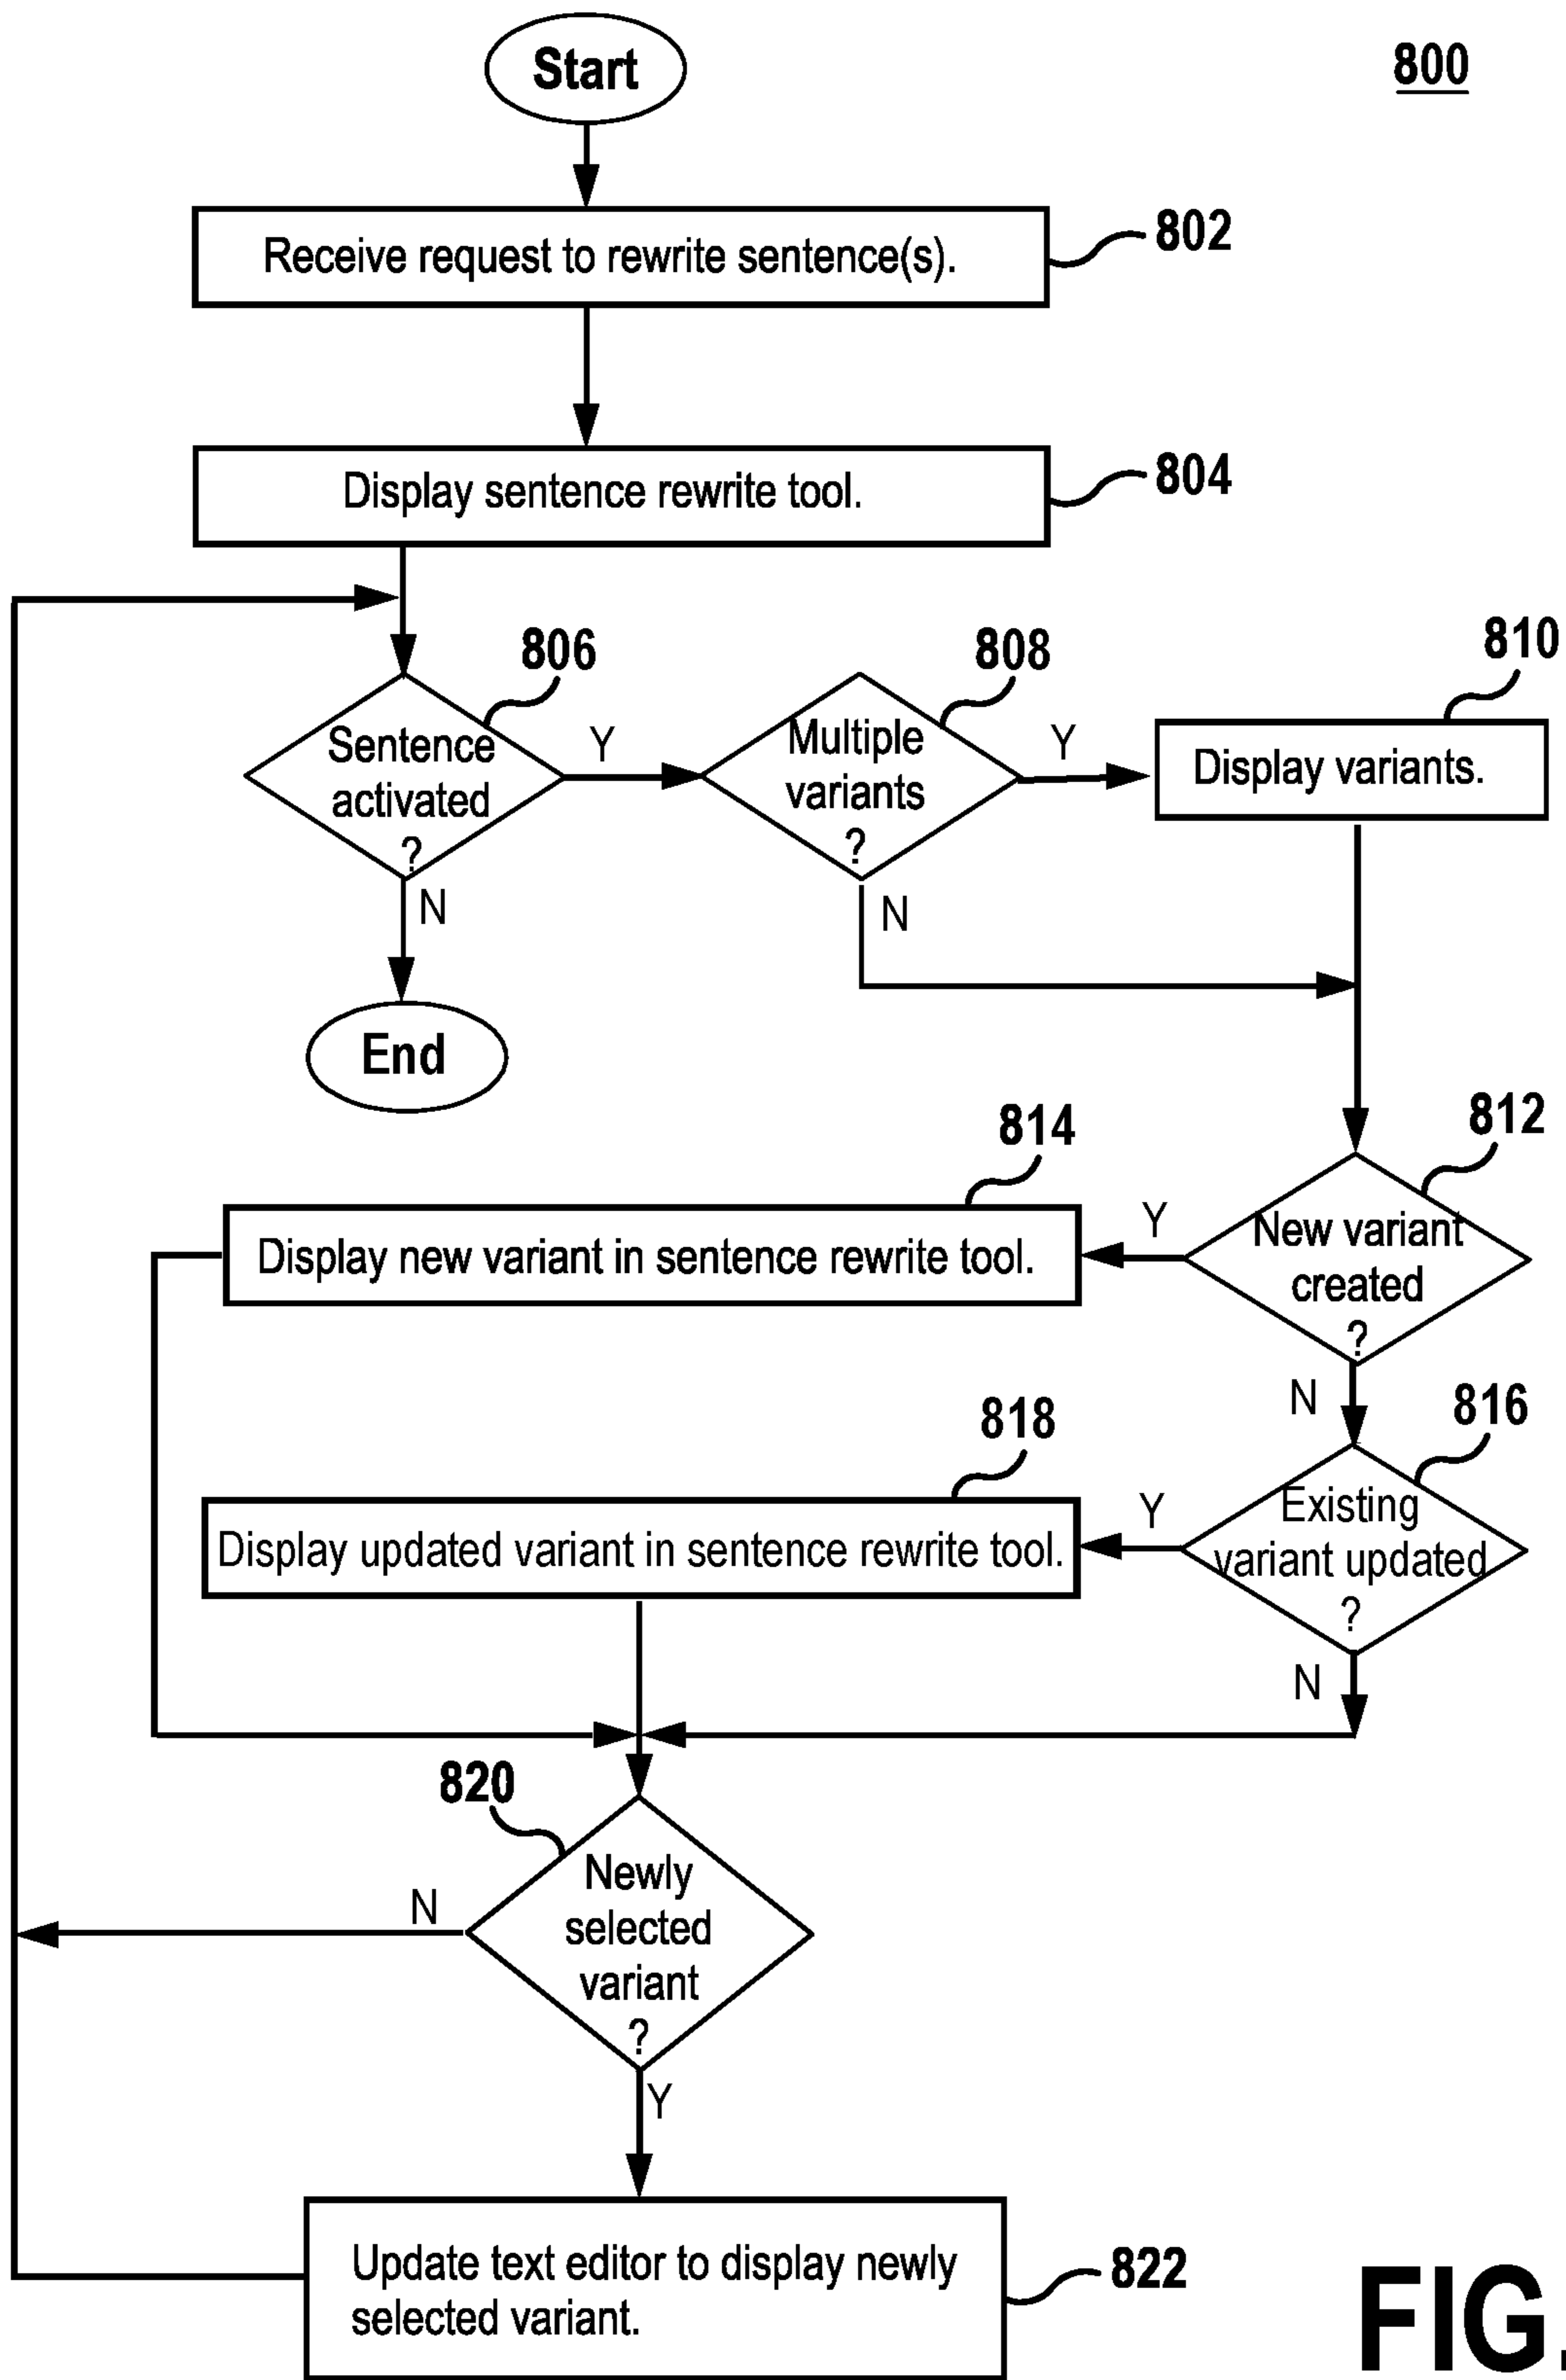 Start
800
Receive request to rewrite sentence(s).
802
Display sentence rewrite tool.
804
806
808
810
Sentence
activated
?
Y
Multiple
variants
?
Y
Display variants.
N
N
End
812
814
New variant
created
?
Y
Display new variant in sentence rewrite tool.
N
816
818
Existing
variant updated
?
Y
Display updated variant in sentence rewrite tool.
N
820
Newly
selected
variant
?
N
Y
Update text editor to display newly
selected variant.
822
FIG.